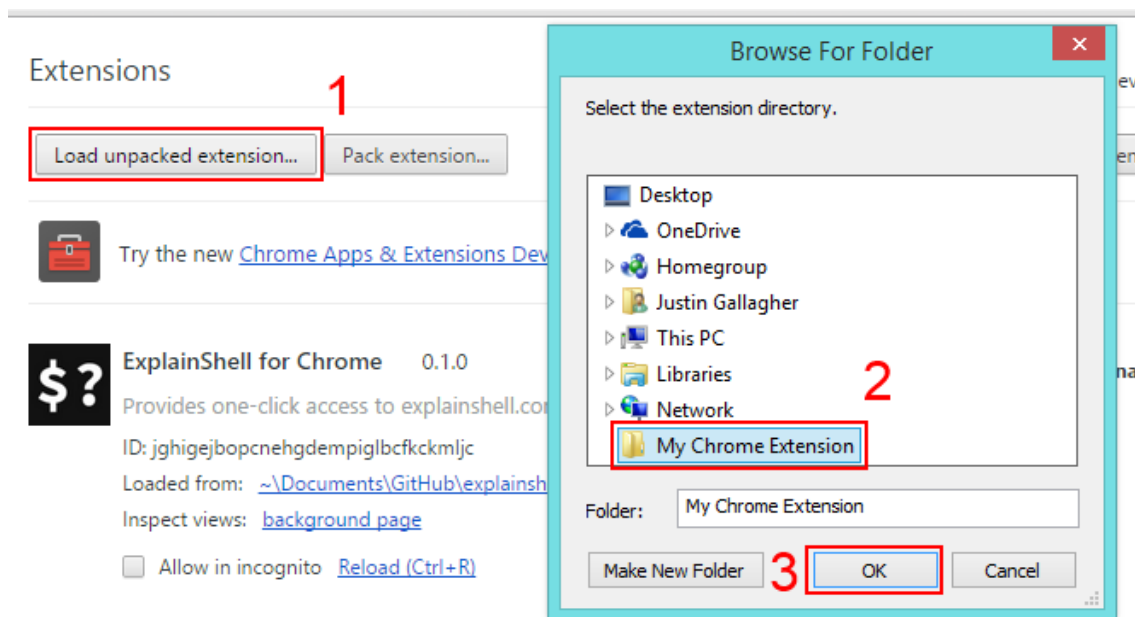 Extensions
1
Load unpacked extension...
Pack extension...
Try the new Chrome Apps & Extensions Dev
$?
ExplainShell for Chrome 0.1.0
Provides one-click access to explainshell.co
ID: jghigejbopcnehgdempiglbcfkckmljc
Loaded from: ~\Documents\GitHub\explainsh
Inspect views: background page
Allow in incognito Reload (Ctrl+R)
Browse For Folder
Select the extension directory.
Desktop
OneDrive
Homegroup
Justin Gallagher
This PC
Libraries
2
Network
My Chrome Extension
Folder: My Chrome Extension
Make New Folder
3
OK
Cancel